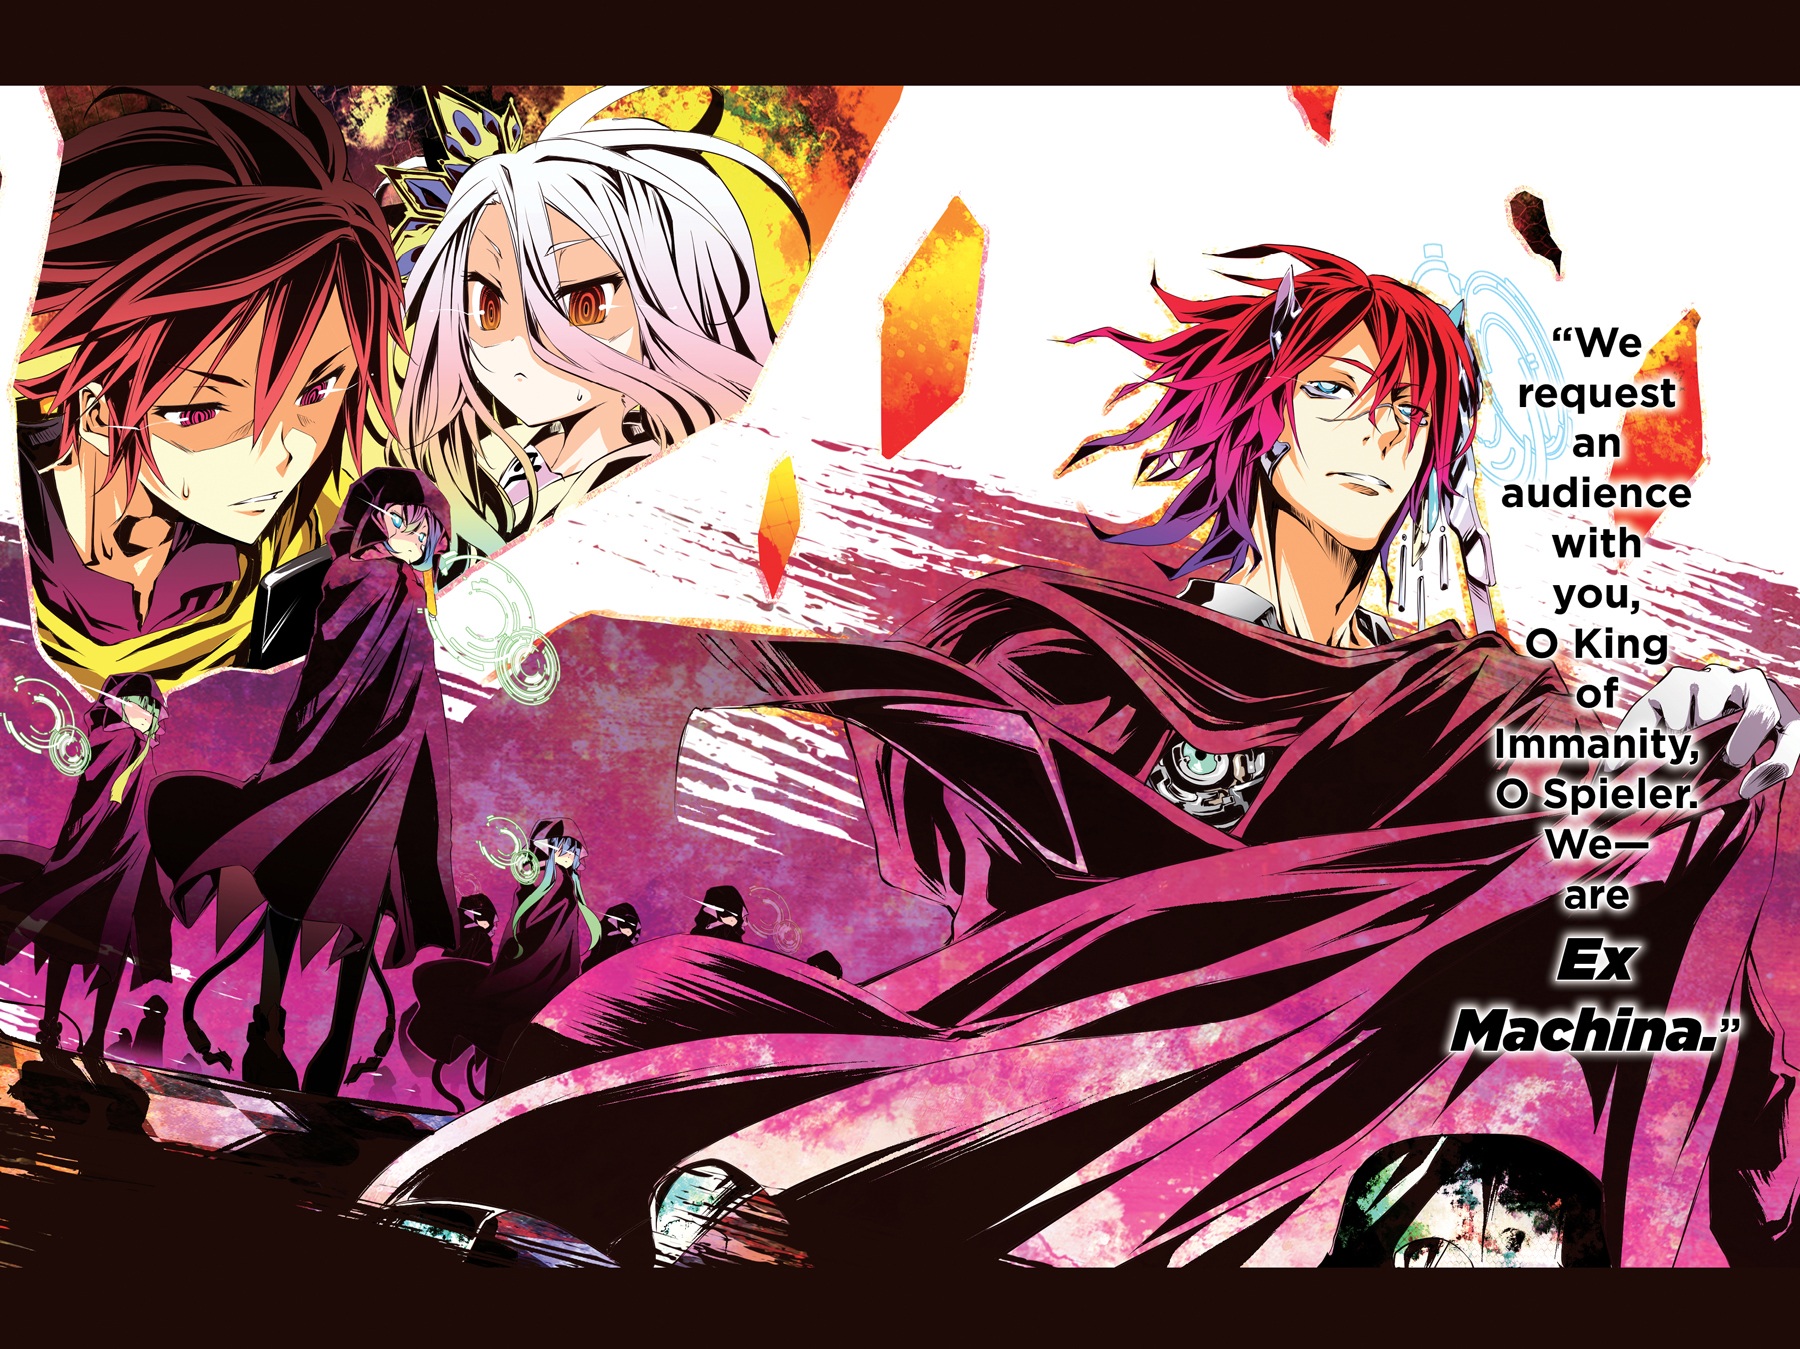 “We
request
an
audience
with
you,
O King
of
Immanity,
O Spieler.
We—
are
Ex
Machina.”